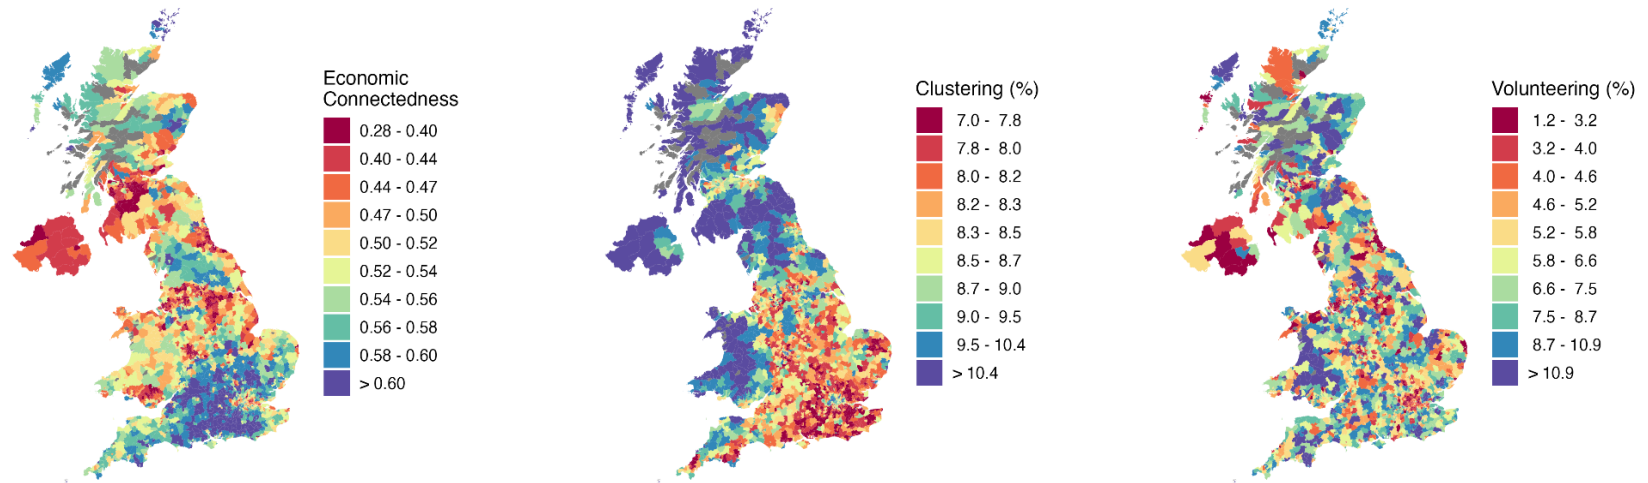 Economic
Connectedness
0.28 - 0.40
0.40 - 0.44
0.44 - 0.47
0.47 - 0.50
0.50 - 0.52
0.52 - 0.54
0.54 - 0.56
0.56 - 0.58
0.58 - 0.60
> 0.60
Clustering (%)
7.0 - 7.8
7.8 - 8.0
8.0 - 8.2
8.2 - 8.3
8.3 - 8.5
8.5 - 8.7
8.7 - 9.0
9.0 - 9.5
9.5 - 10.4
> 10.4
Volunteering (%)
1.2 - 3.2
3.2 - 4.0
4.0 - 4.6
4.6 - 5.2
5.2 - 5.8
5.8 - 6.6
6.6 - 7.5
7.5 - 8.7
8.7 - 10.9
> 10.9